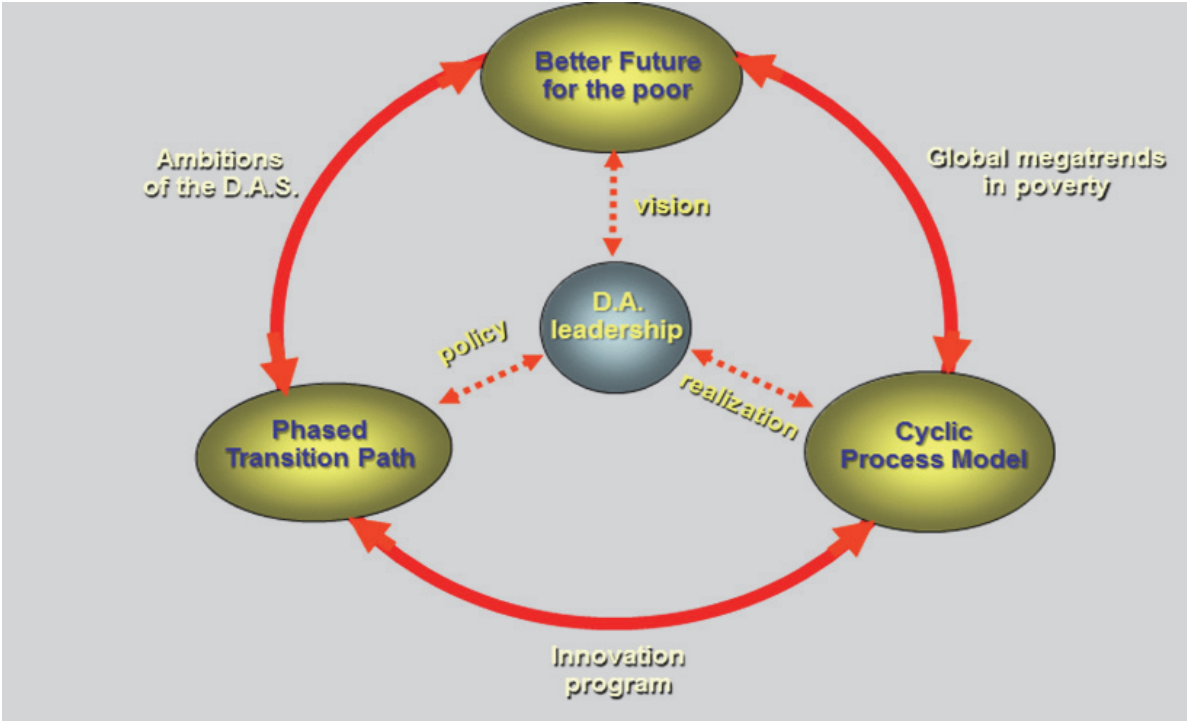 Better Future
for the poor
Ambitions
of the D.A.S.
Global megatrends
in poverty
vision
D.A.
leadership
policy
realization
Phased
Transition Path
Cyclic
Process Model
Innovation
program